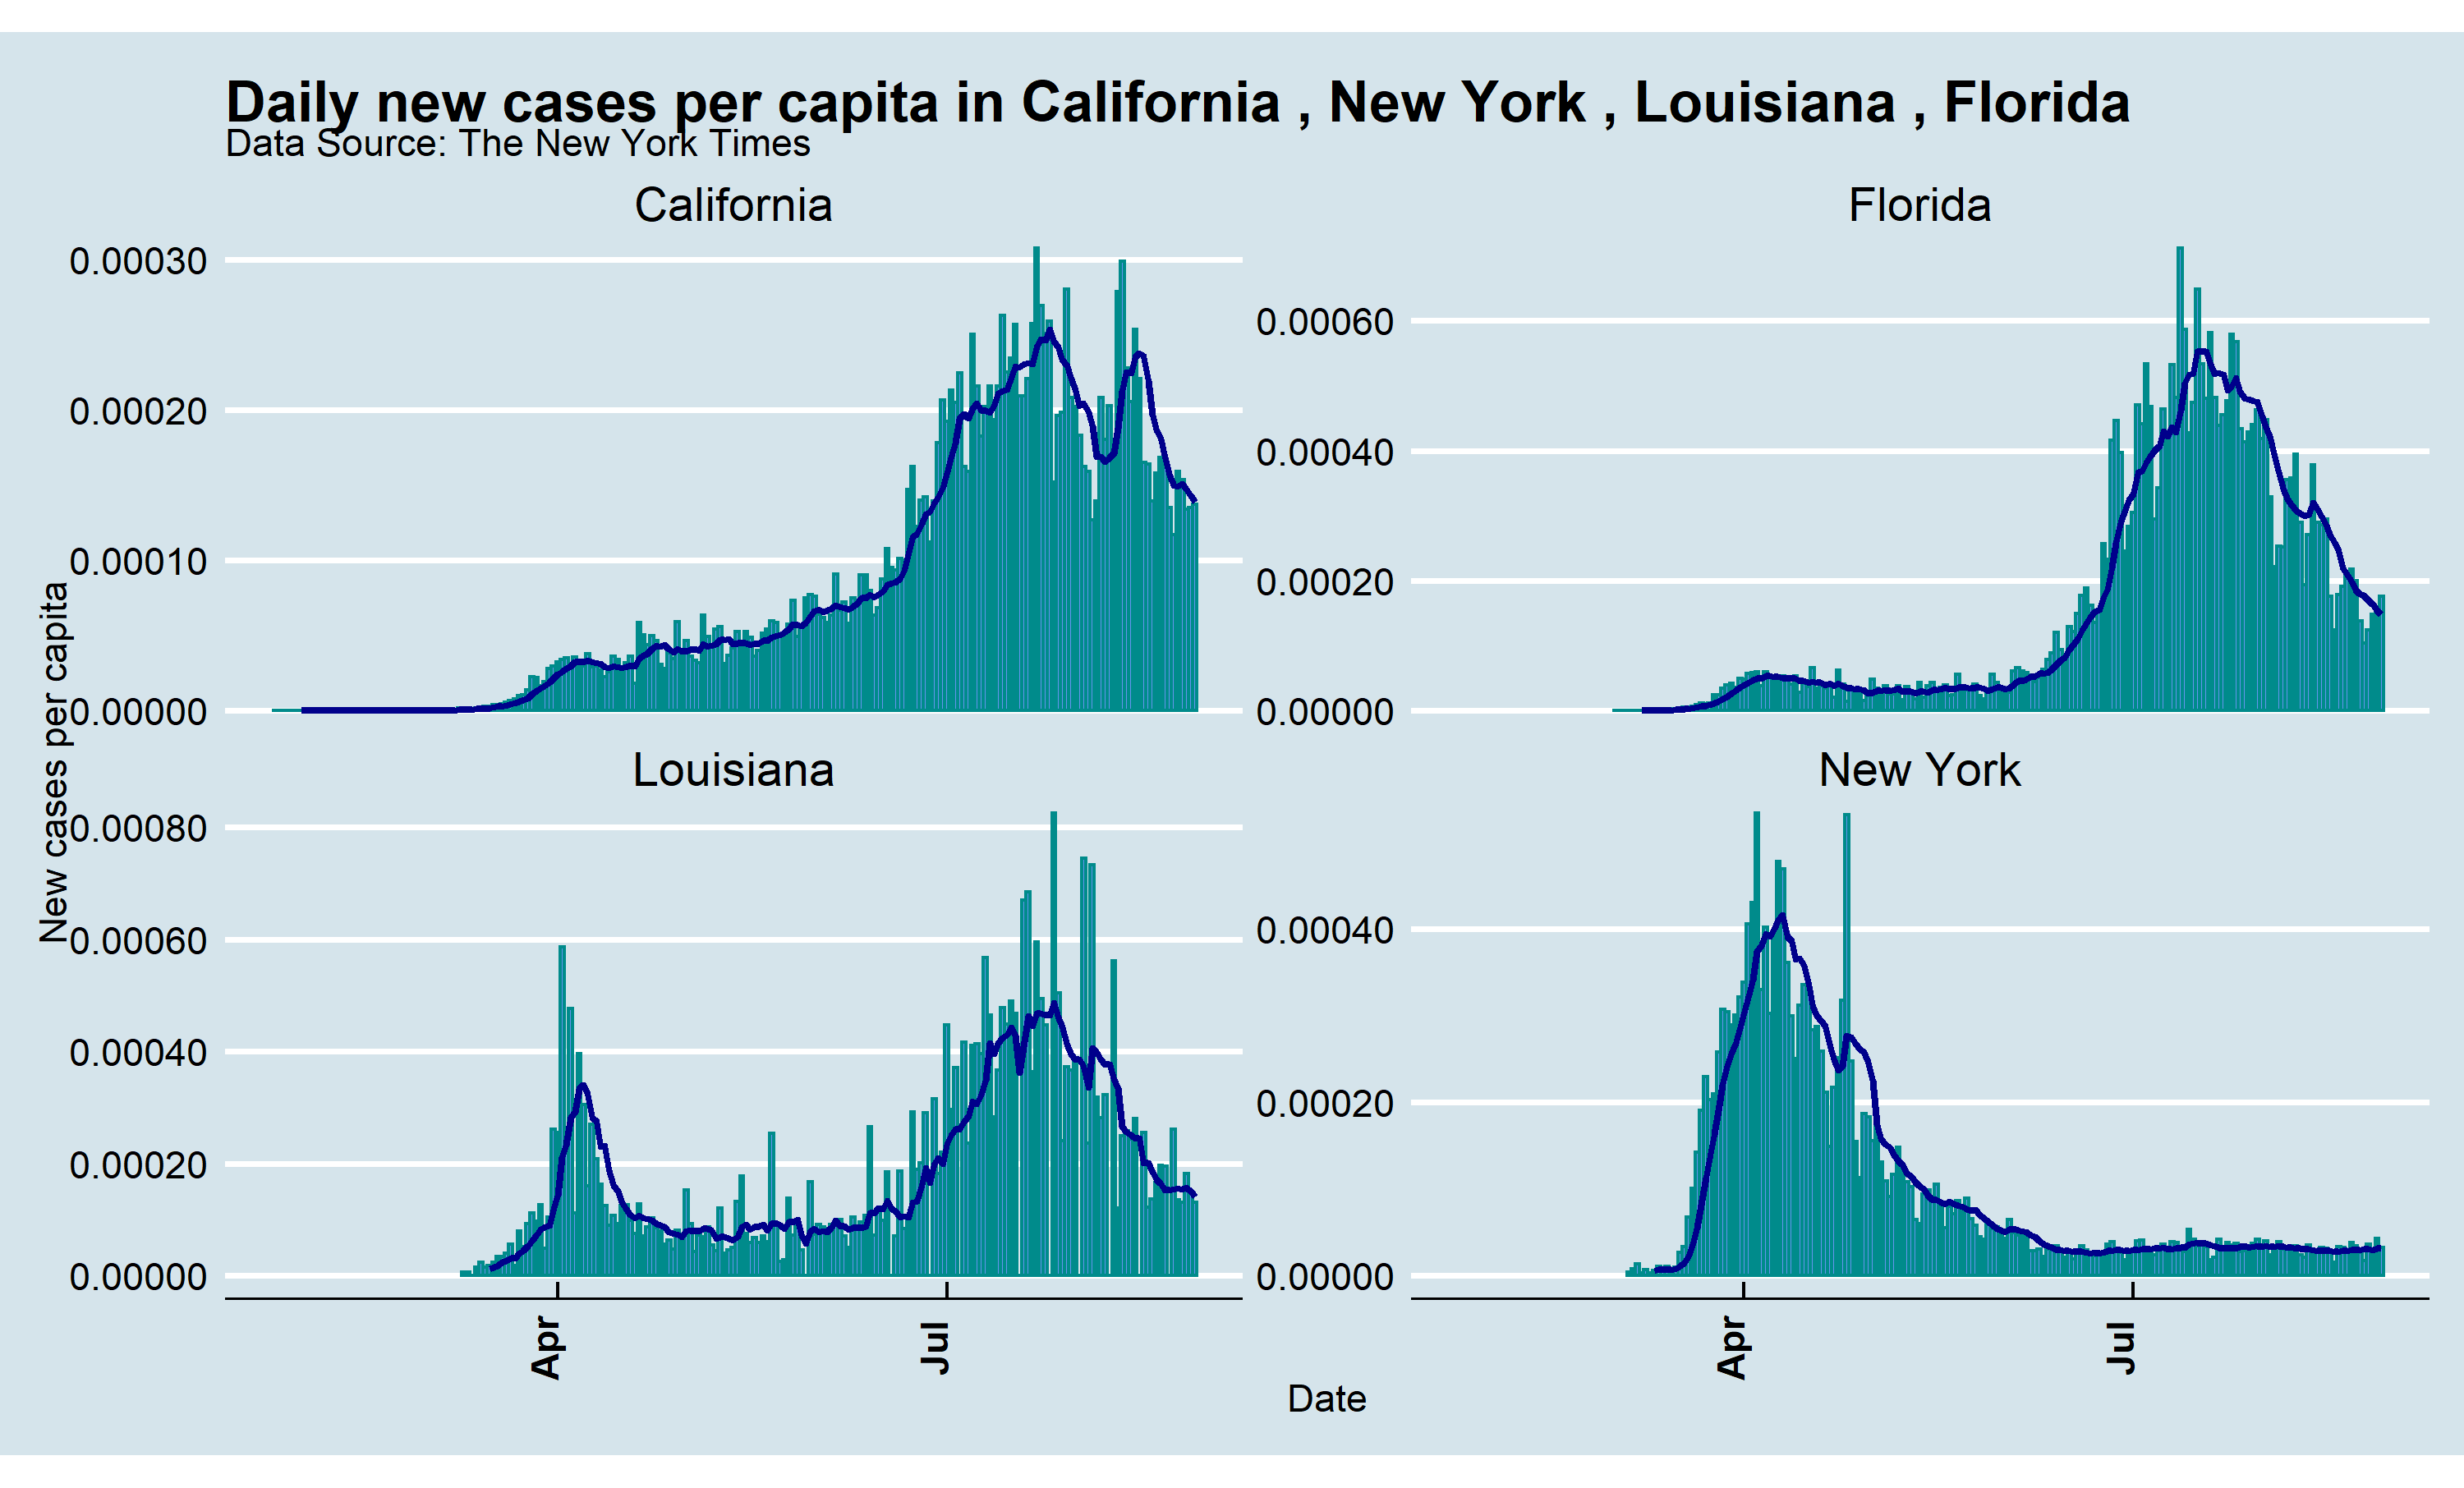 Daily new cases per capita in California , New York , Louisiana , Florida
Data Source: The New York Times
California
Florida
0.00030
0.00020
0.00010
0.00000
0.00060
0.00040
0.00020
0.00000
New cases per capita
Louisiana
New York
0.00080
0.00060
0.00040
0.00020
0.00000
0.00040
0.00020
0.00000
Apr
Jul
Apr
Jul
Date